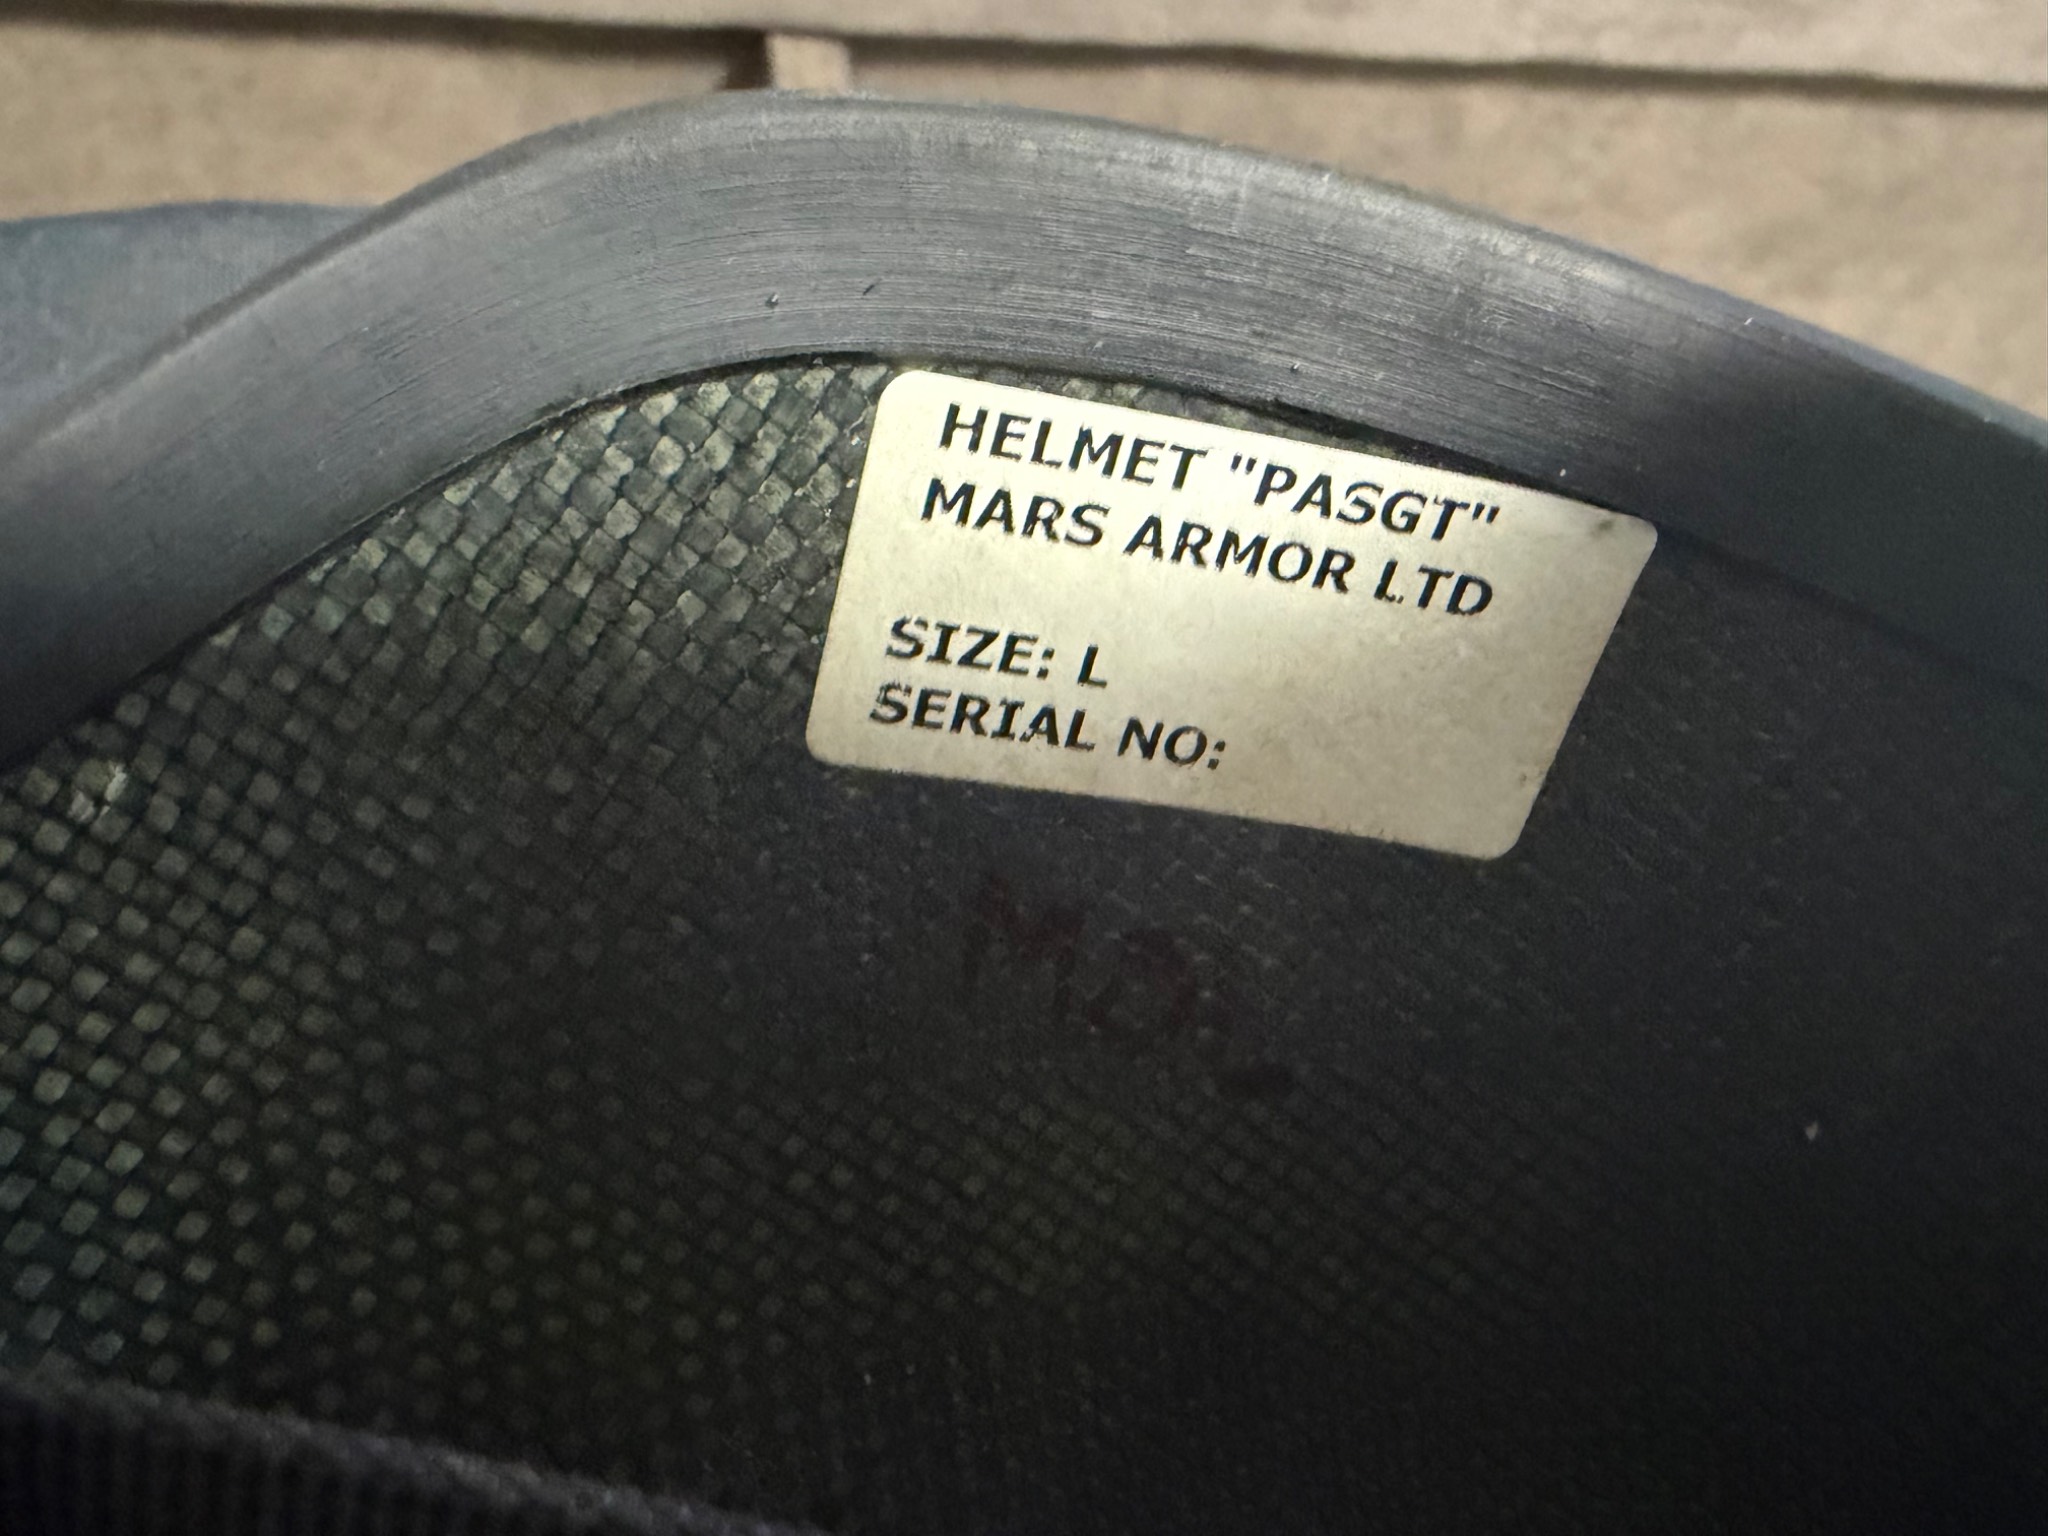 HELMET "PASGT"
MARS ARMOR LTD
SIZE: L
SERIAL NO: